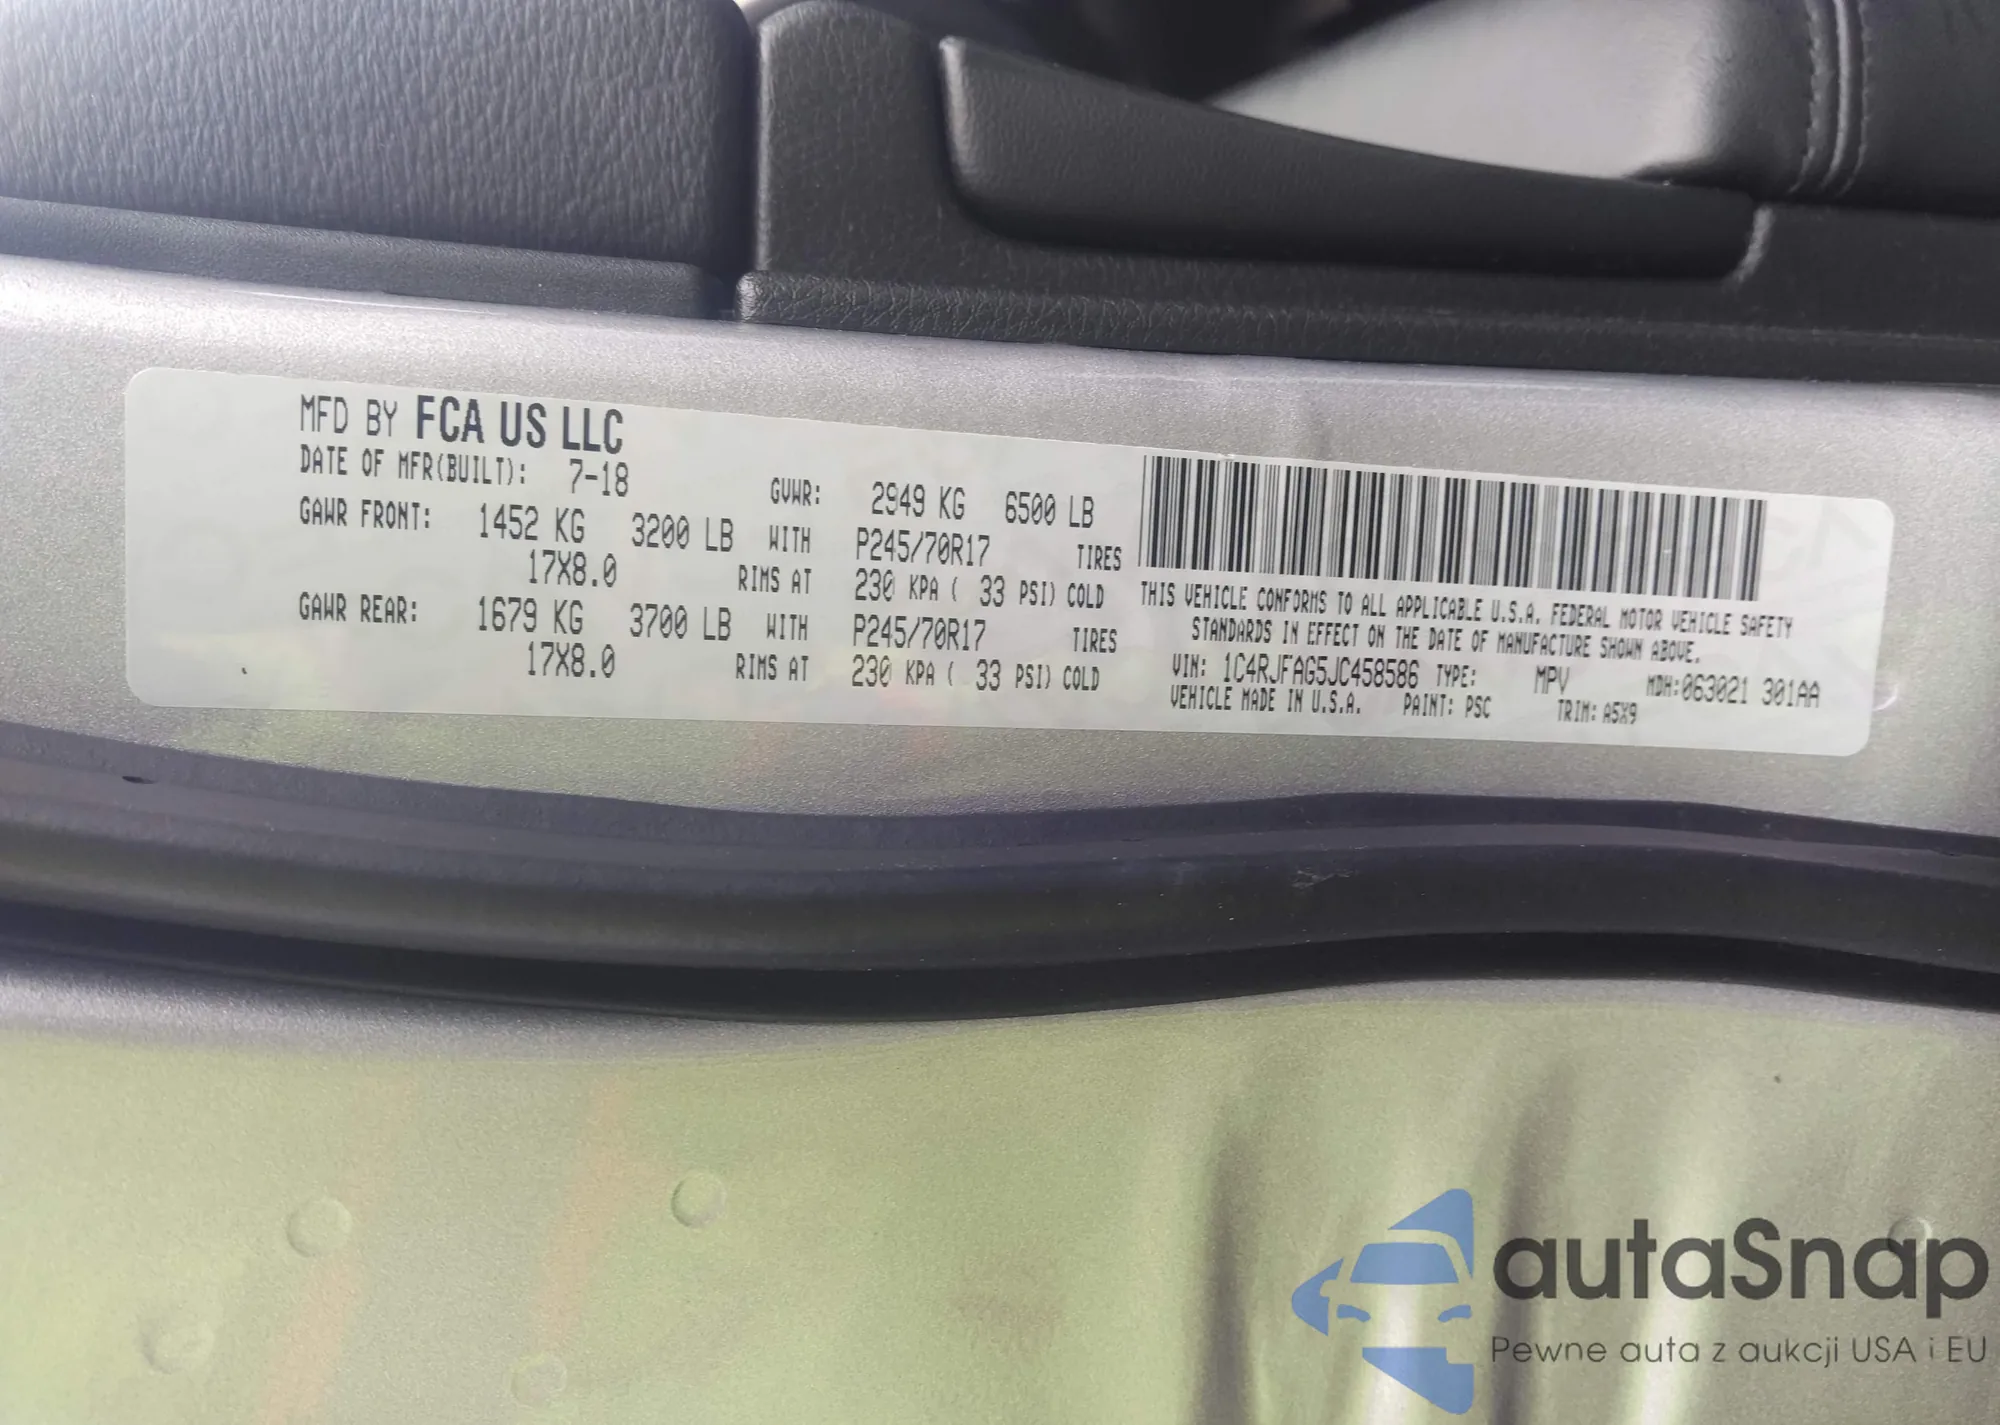 MFD BY FCA US LLC
DATE OF MFR(BUILT): 7-18 GVWR: 2949 KG 6500 LB
GAWR FRONT: 1452 KG 3200 LB WITH P245/70R17 TIRES
17X8.0 RIMS AT 230 KPA ( 33 PSI) COLD
GAWR REAR: 1679 KG 3700 LB WITH P245/70R17 TIRES
17X8.0 RIMS AT 230 KPA ( 33 PSI) COLD
THIS VEHICLE CONFORMS TO ALL APPLICABLE U.S.A. FEDERAL MOTOR VEHICLE SAFETY
STANDARDS IN EFFECT ON THE DATE OF MANUFACTURE SHOWN ABOVE.
VIN: 1C4RJFAG5JC458586 TYPE: MPV MDH:063021 301AA
VEHICLE MADE IN U.S.A. PAINT: PSC TRIM: A5X9
autaSnap
Pewne auta z aukcji USA i EU